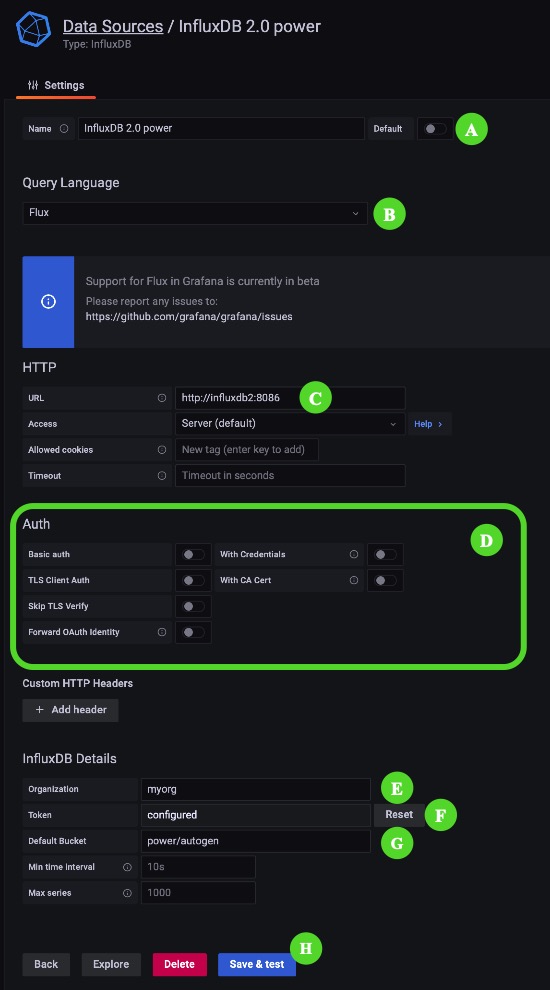 Data Sources / InfluxDB 2.0 power
Type: InfluxDB
Settings
Name InfluxDB 2.0 power Default A
Query Language
Flux B
Support for Flux in Grafana is currently in beta
Please report any issues to:
https://github.com/grafana/grafana/issues
HTTP
URL http://influxdb2:8086 C
Access Server (default) Help >
Allowed cookies New tag (enter key to add)
Timeout Timeout in seconds
Auth D
Basic auth With Credentials
TLS Client Auth With CA Cert
Skip TLS Verify
Forward OAuth Identity
Custom HTTP Headers
+ Add header
InfluxDB Details
Organization myorg E
Token configured Reset F
Default Bucket power/autogen G
Min time interval 10s
Max series 1000
Back Explore Delete Save & test H